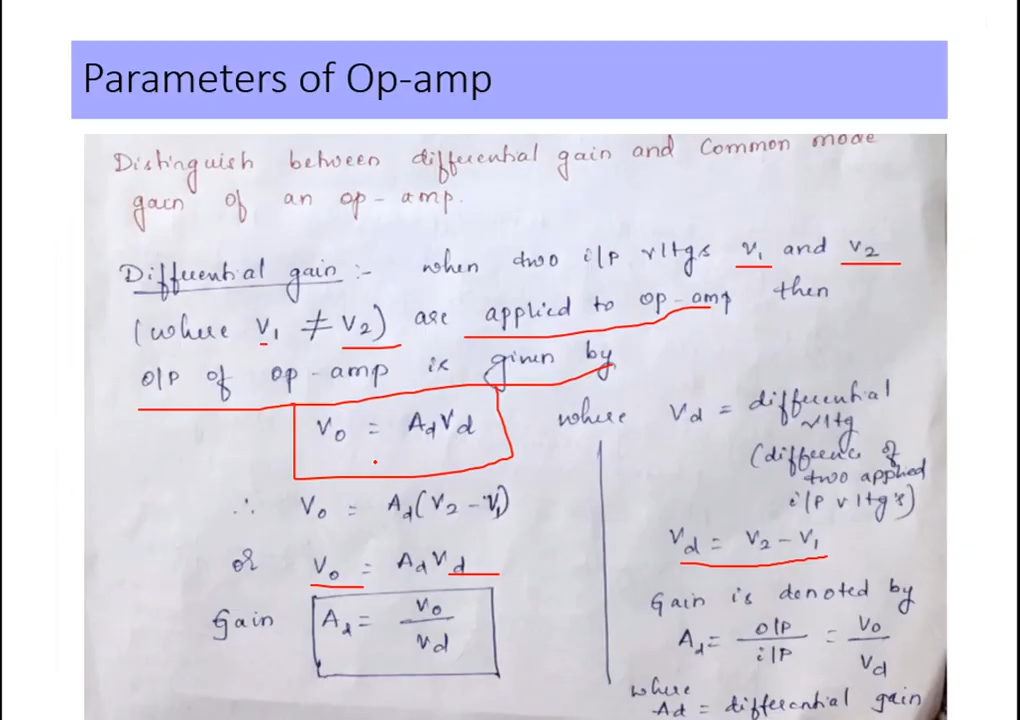 Parameters of Op-amp
Distinguish between differential gain and Common mode
gain of an op-amp.
Differential gain :- when two i/p vltgs V₁ and V₂
(where V₁ ≠ V₂) are applied to op-amp then
O/P of op-amp is given by
V₀ = AdVd
∴ V₀ = Ad(V₂ - V₁)
or V₀ = AdVd
Gain Ad = V₀/Vd
where Vd = differential
vltg
(difference of
two applied
i/p vltg's)
Vd = V₂ - V₁
Gain is denoted by
Ad = O/P / i/P = V₀/Vd
where
Ad = differential gain